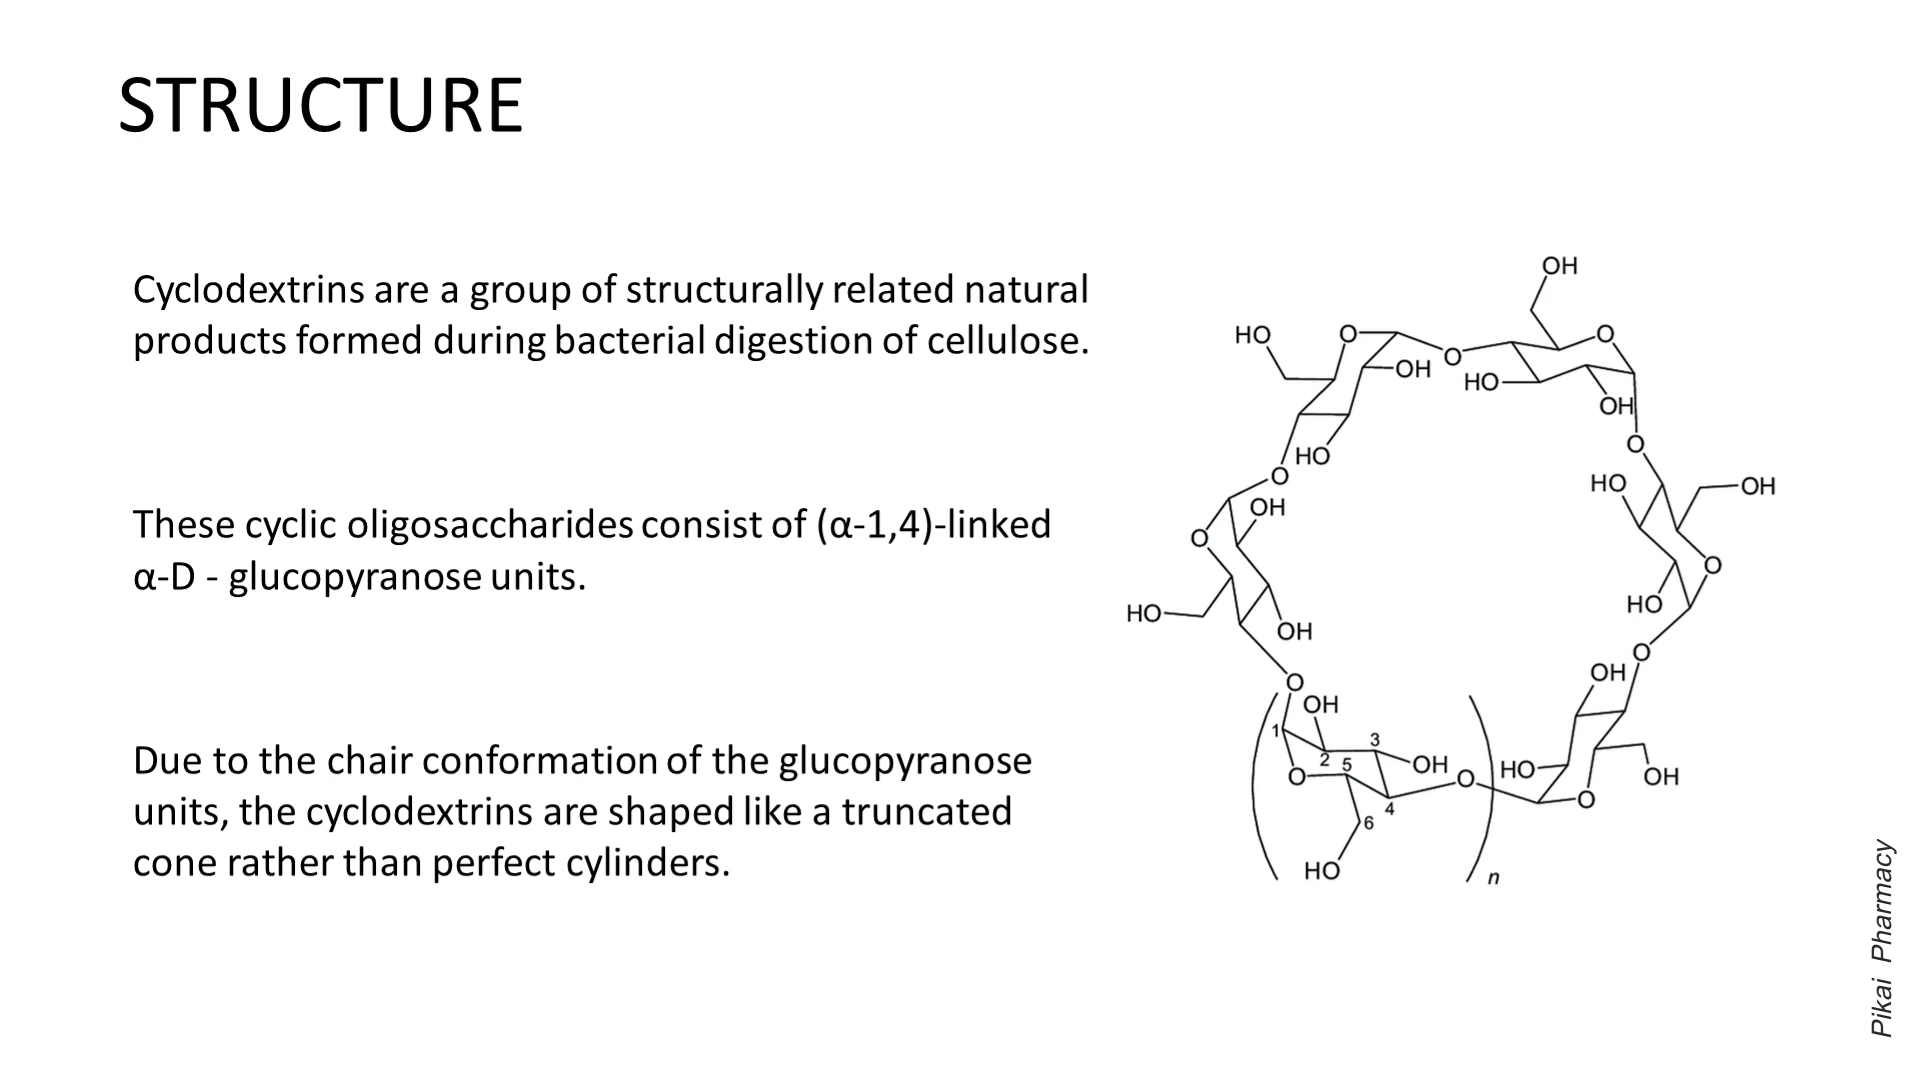 STRUCTURE
Cyclodextrins are a group of structurally related natural
products formed during bacterial digestion of cellulose.
These cyclic oligosaccharides consist of (α-1,4)-linked
α-D - glucopyranose units.
Due to the chair conformation of the glucopyranose
units, the cyclodextrins are shaped like a truncated
cone rather than perfect cylinders.
OH
HO O O
O
OH HO
OH
HO O
O HO OH
OH
O
O
HO HO
OH
O
O OH
OH
1 3
2 5 OH HO
O O OH
4 O
6
HO n
Pikai Pharmacy